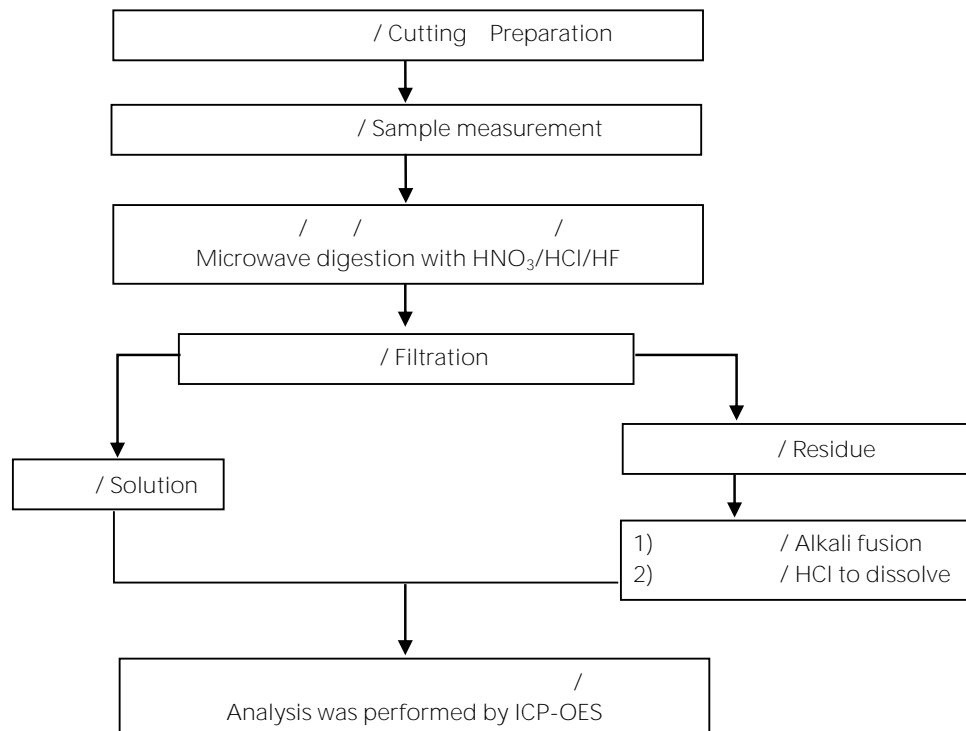 / Cutting Preparation
/ Sample measurement
/ / /
Microwave digestion with HNO₃/HCl/HF
/ Filtration
/ Residue
/ Solution
1) / Alkali fusion
2) / HCl to dissolve
/
Analysis was performed by ICP-OES